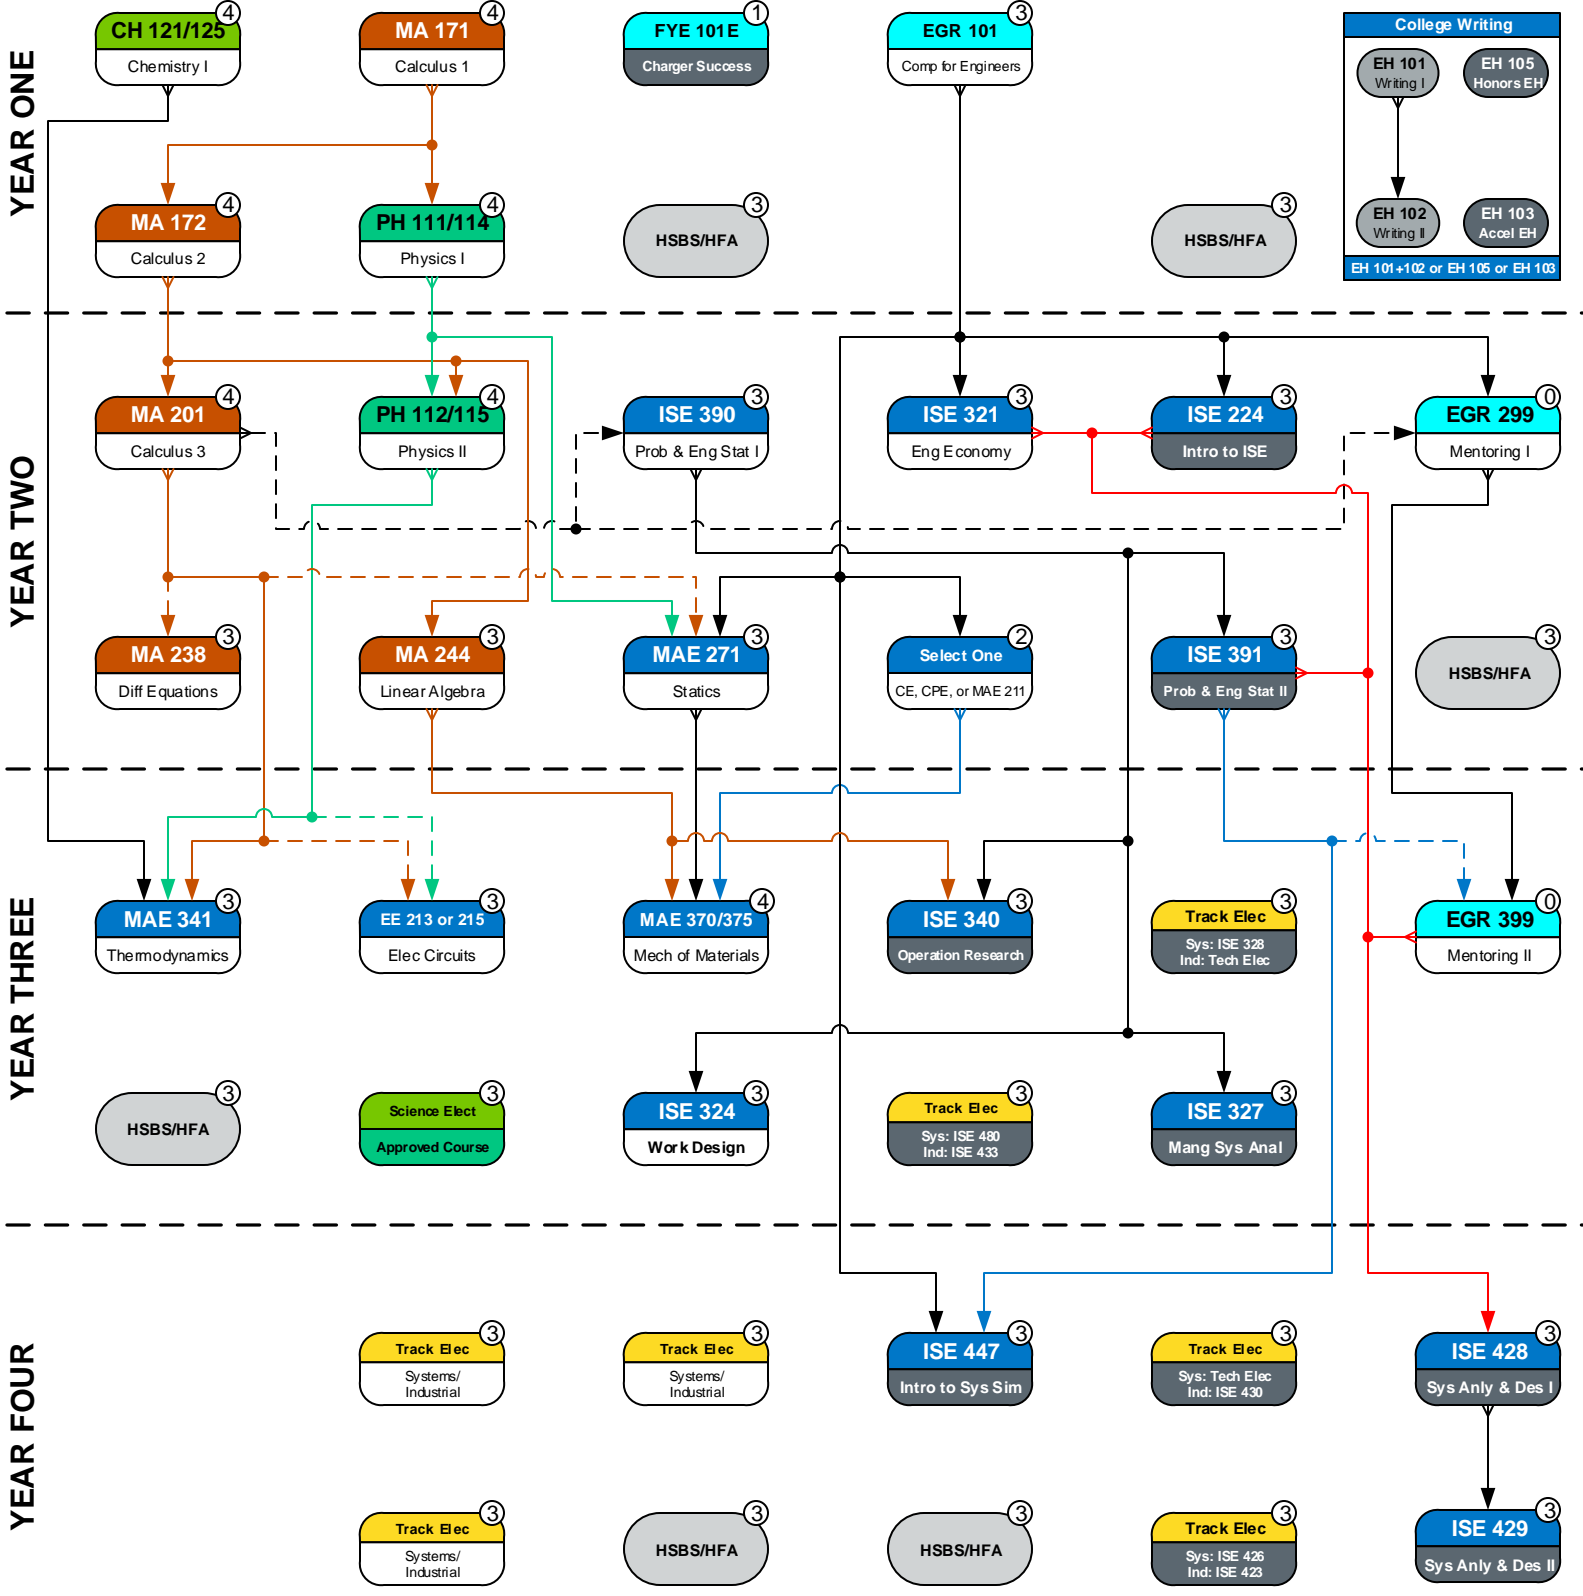 YEAR ONE
CH 121/125
4
Chemistry I
MA 171
4
Calculus 1
FYE 101E
1
Charger Success
EGR 101
3
Comp for Engineers
College Writing
EH 101
Writing I
EH 105
Honors EH
EH 102
Writing II
EH 103
Accel EH
EH 101+102 or EH 105 or EH 103
MA 172
4
Calculus 2
PH 111/114
4
Physics I
HSBS/HFA
3
HSBS/HFA
3
YEAR TWO
MA 201
4
Calculus 3
PH 112/115
4
Physics II
ISE 390
3
Prob & Eng Stat I
ISE 321
3
Eng Economy
ISE 224
3
Intro to ISE
EGR 299
0
Mentoring I
MA 238
3
Diff Equations
MA 244
3
Linear Algebra
MAE 271
3
Statics
Select One
2
CE, CPE, or MAE 211
ISE 391
3
Prob & Eng Stat II
HSBS/HFA
3
YEAR THREE
MAE 341
3
Thermodynamics
EE 213 or 215
3
Elec Circuits
MAE 370/375
4
Mech of Materials
ISE 340
3
Operation Research
Track Elec
3
Sys: ISE 328
Ind: Tech Elec
EGR 399
0
Mentoring II
HSBS/HFA
3
Science Elect
3
Approved Course
ISE 324
3
Work Design
Track Elec
3
Sys: ISE 480
Ind: ISE 433
ISE 327
3
Mang Sys Anal
YEAR FOUR
Track Elec
3
Systems/
Industrial
Track Elec
3
Systems/
Industrial
ISE 447
3
Intro to Sys Sim
Track Elec
3
Sys: Tech Elec
Ind: ISE 430
ISE 428
3
Sys Anly & Des I
Track Elec
3
Systems/
Industrial
HSBS/HFA
3
HSBS/HFA
3
Track Elec
3
Sys: ISE 426
Ind: ISE 423
ISE 429
3
Sys Anly & Des II